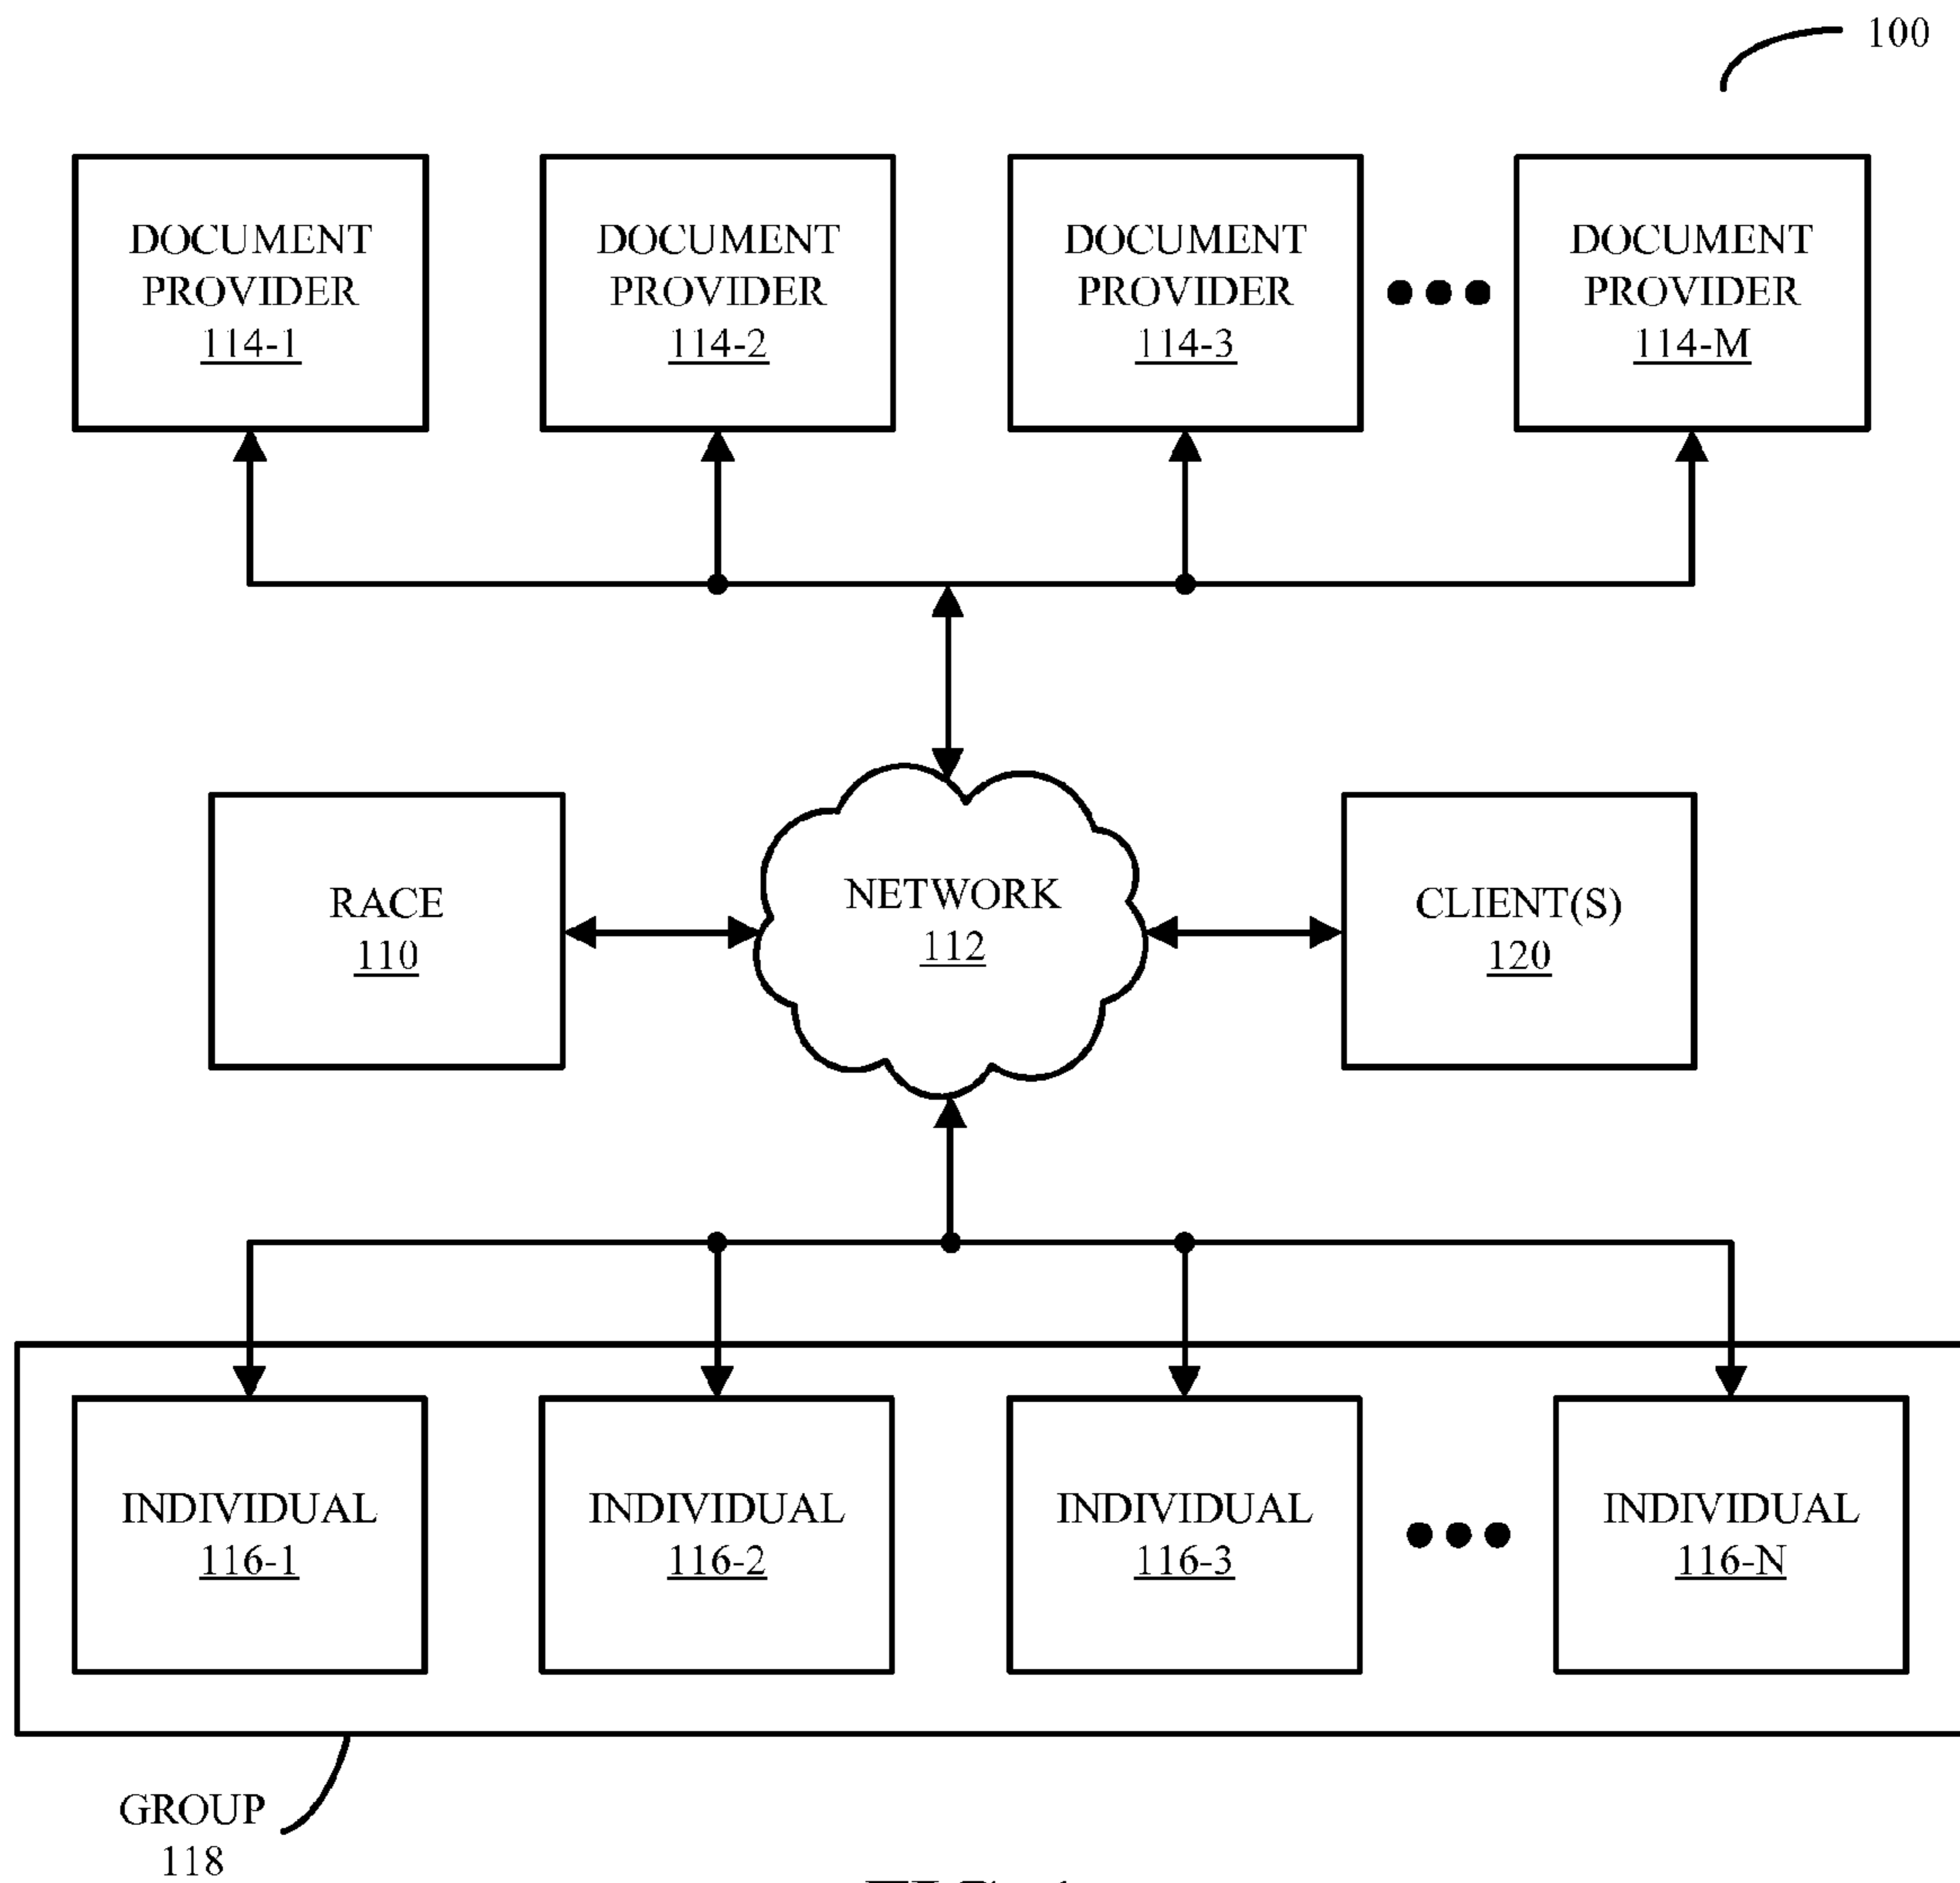 100
DOCUMENT PROVIDER 114-1
DOCUMENT PROVIDER 114-2
DOCUMENT PROVIDER 114-3
DOCUMENT PROVIDER 114-M
RACE
110
NETWORK
112
CLIENT(S)
120
INDIVIDUAL
116-1
INDIVIDUAL
116-2
INDIVIDUAL
116-3
INDIVIDUAL
116-N
GROUP
118